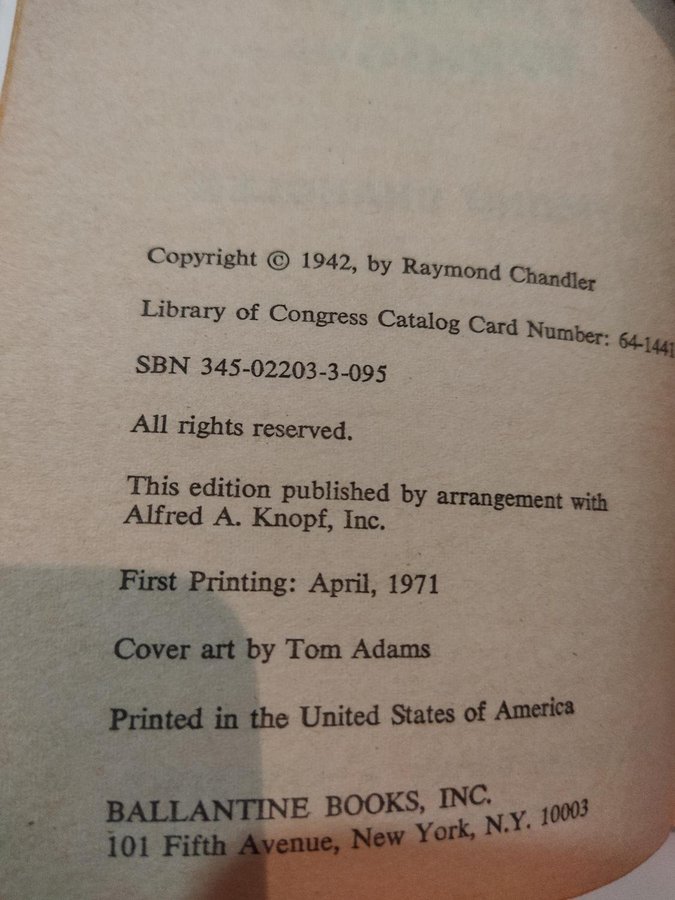 Copyright © 1942, by Raymond Chandler
Library of Congress Catalog Card Number: 64-1441
SBN 345-02203-3-095
All rights reserved.
This edition published by arrangement with
Alfred A. Knopf, Inc.
First Printing: April, 1971
Cover art by Tom Adams
Printed in the United States of America
BALLANTINE BOOKS, INC.
101 Fifth Avenue, New York, N.Y. 10003